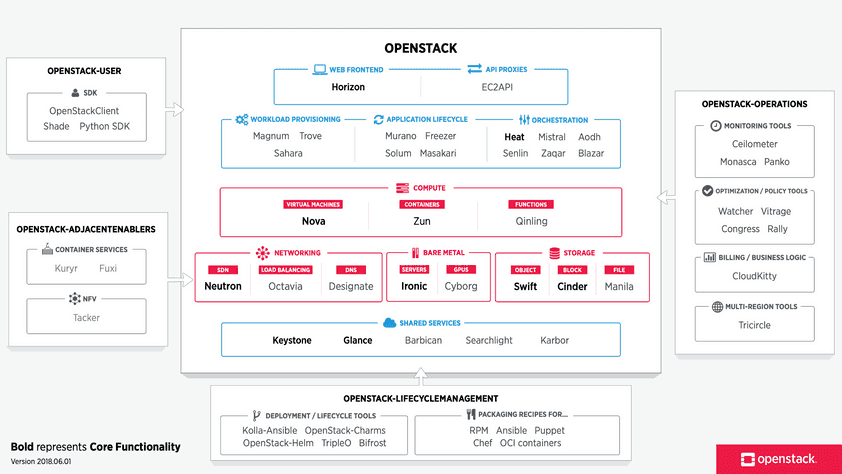 OPENSTACK
WEB FRONTEND
Horizon
API PROXIES
EC2API
WORKLOAD PROVISIONING
Magnum Trove
Sahara
APPLICATION LIFECYCLE
Murano Freezer
Solum Masakari
ORCHESTRATION
Heat Mistral Aodh
Senlin Zaqar Blazar
COMPUTE
VIRTUAL MACHINES
Nova
CONTAINERS
Zun
FUNCTIONS
Qinling
NETWORKING
SDN
Neutron
LOAD BALANCING
Octavia
DNS
Designate
BARE METAL
SERVERS
Ironic
GPUS
Cyborg
STORAGE
OBJECT
Swift
BLOCK
Cinder
FILE
Manila
SHARED SERVICES
Keystone Glance Barbican Searchlight Karbor
OPENSTACK-USER
SDK
OpenStackClient
Shade Python SDK
OPENSTACK-ADJACENTENABLERS
CONTAINER SERVICES
Kuryr Fuxi
NFV
Tacker
OPENSTACK-OPERATIONS
MONITORING TOOLS
Ceilometer
Monasca Panko
OPTIMIZATION / POLICY TOOLS
Watcher Vitrage
Congress Rally
BILLING / BUSINESS LOGIC
CloudKitty
MULTI-REGION TOOLS
Tricircle
OPENSTACK-LIFECYCLEMANAGEMENT
DEPLOYMENT / LIFECYCLE TOOLS
Kolla-Ansible OpenStack-Charms
OpenStack-Helm TripleO Bifrost
PACKAGING RECIPES FOR...
RPM Ansible Puppet
Chef OCI containers
Bold represents Core Functionality
Version 2018.06.01
openstack.